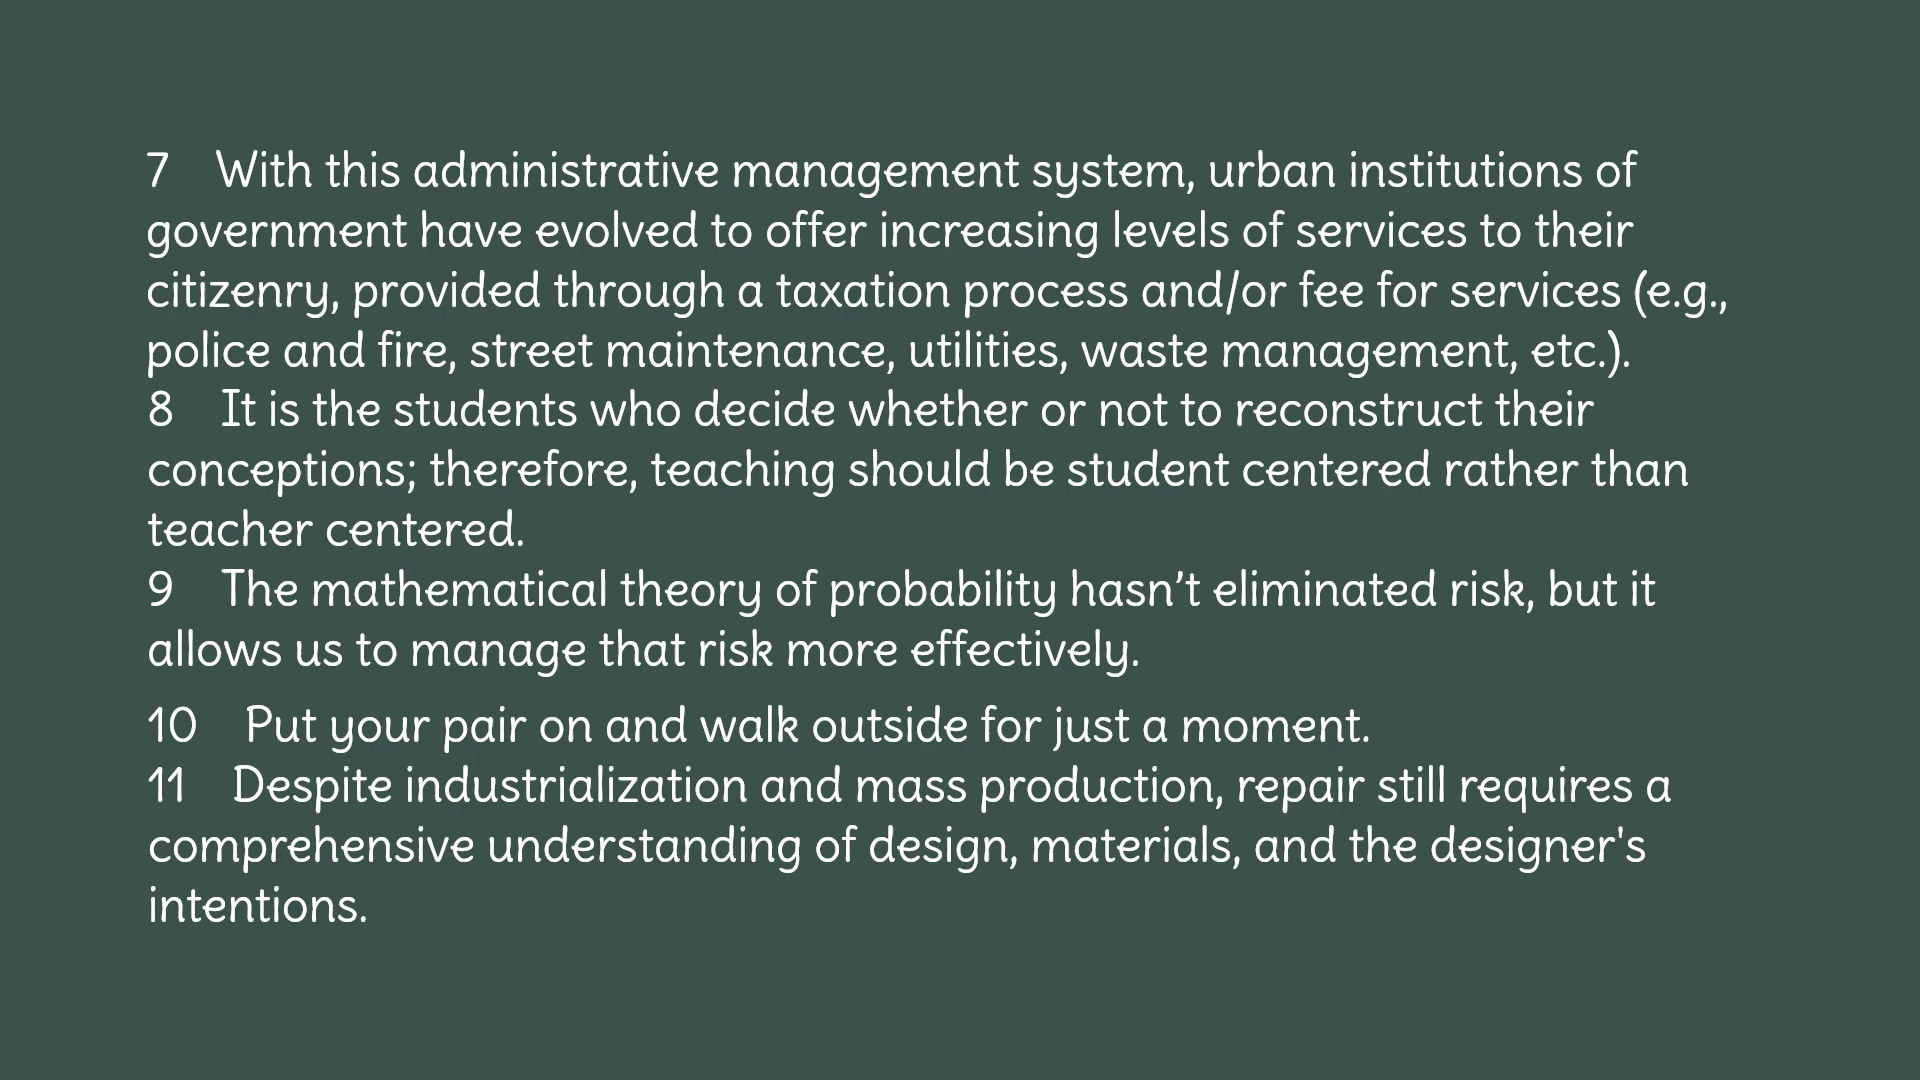 7 With this administrative management system, urban institutions of
government have evolved to offer increasing levels of services to their
citizenry, provided through a taxation process and/or fee for services (e.g.,
police and fire, street maintenance, utilities, waste management, etc.).
8 It is the students who decide whether or not to reconstruct their
conceptions; therefore, teaching should be student centered rather than
teacher centered.
9 The mathematical theory of probability hasn’t eliminated risk, but it
allows us to manage that risk more effectively.
10 Put your pair on and walk outside for just a moment.
11 Despite industrialization and mass production, repair still requires a
comprehensive understanding of design, materials, and the designer's
intentions.